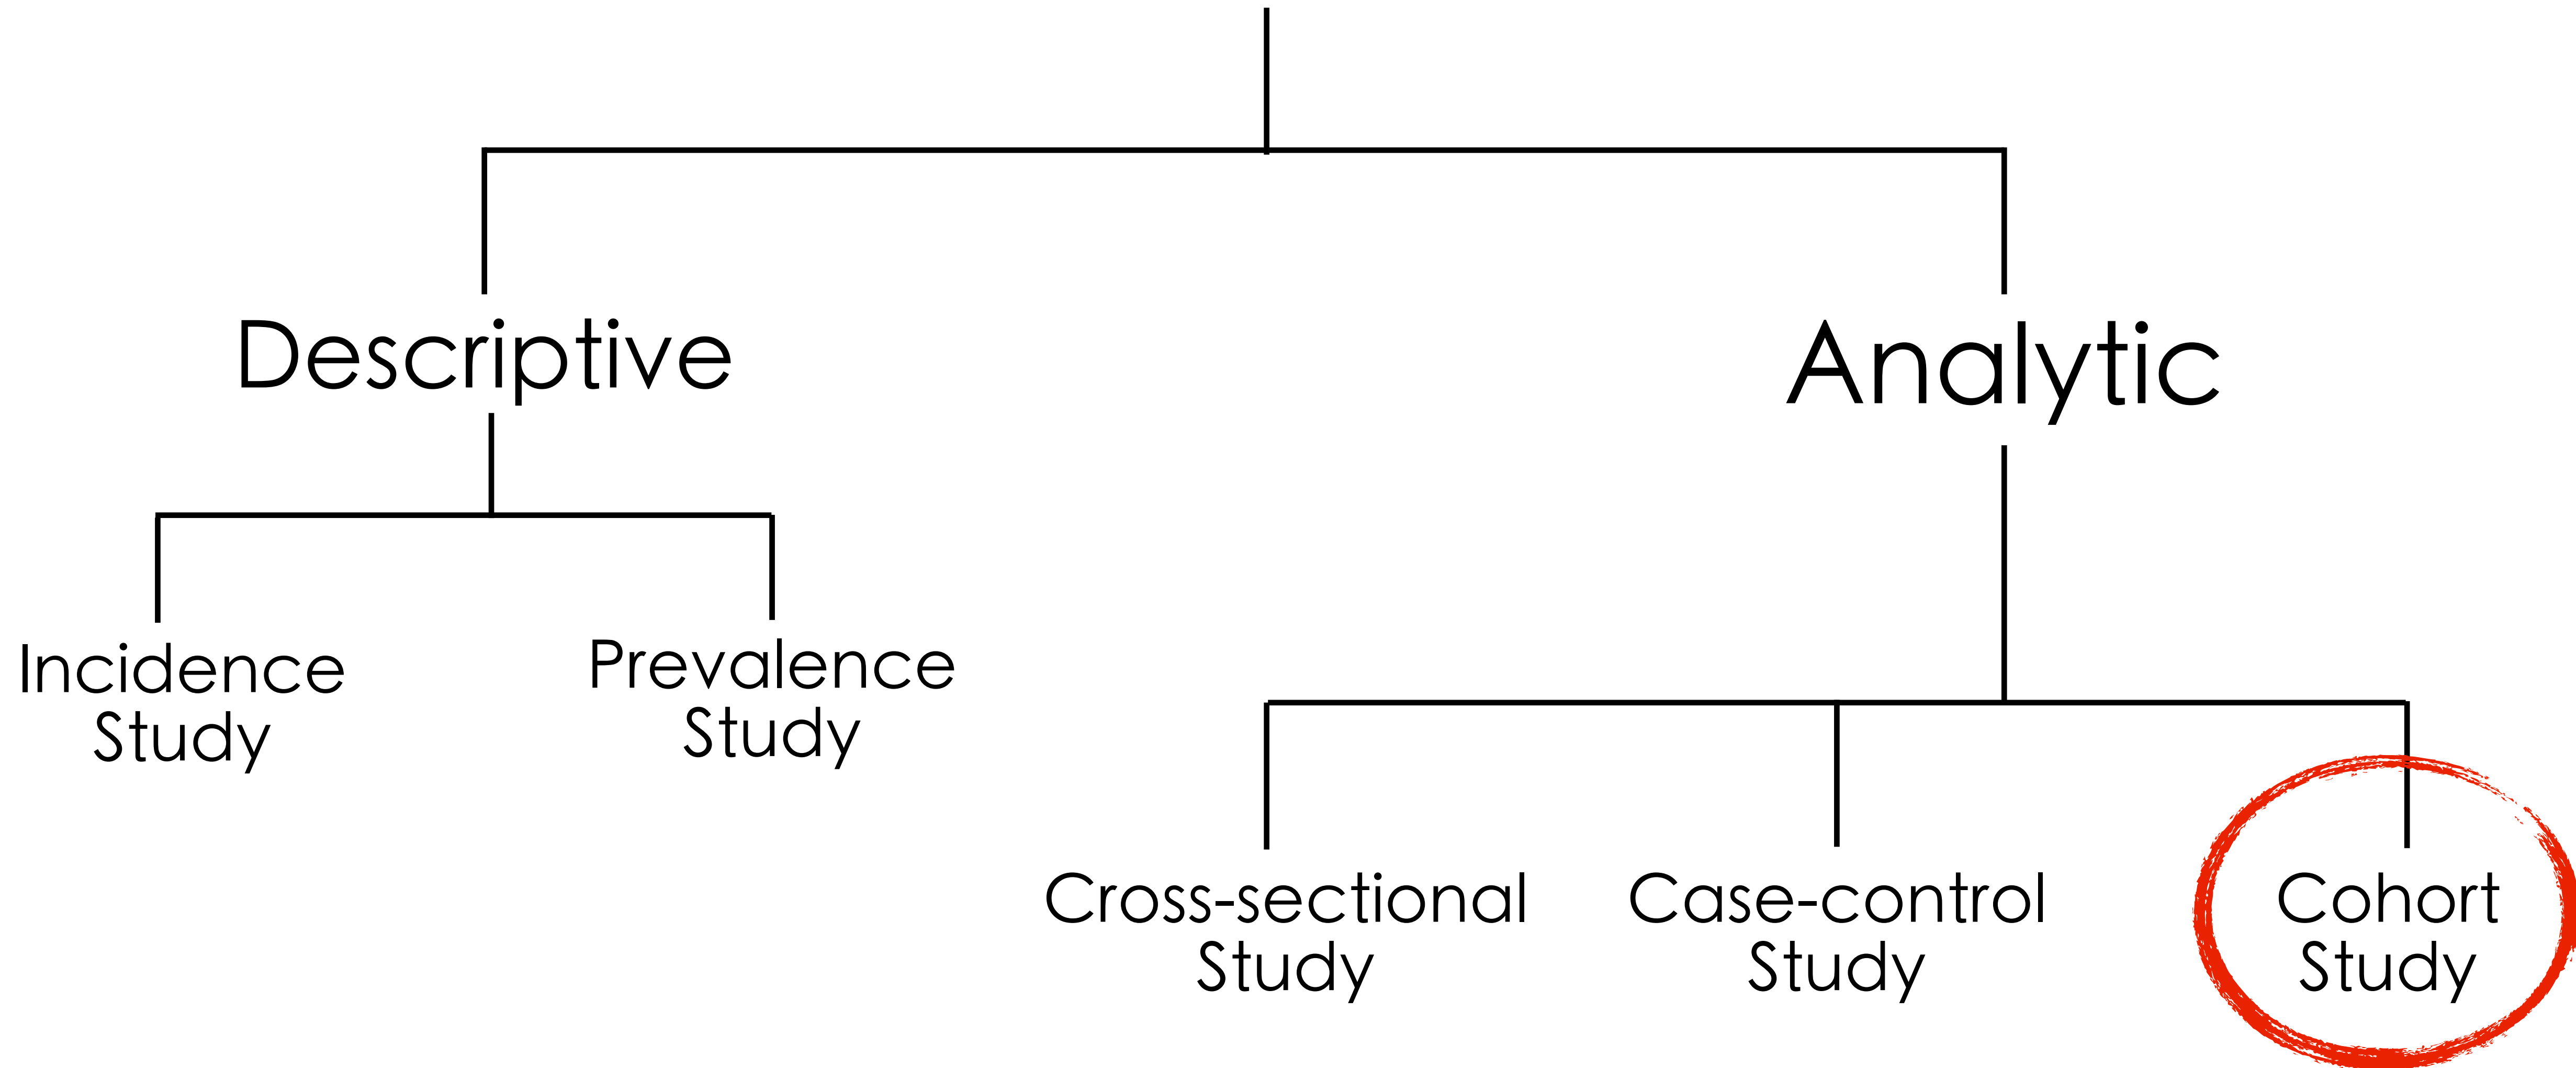 Descriptive
Analytic
Incidence
Study
Prevalence
Study
Cross-sectional
Study
Case-control
Study
Cohort
Study